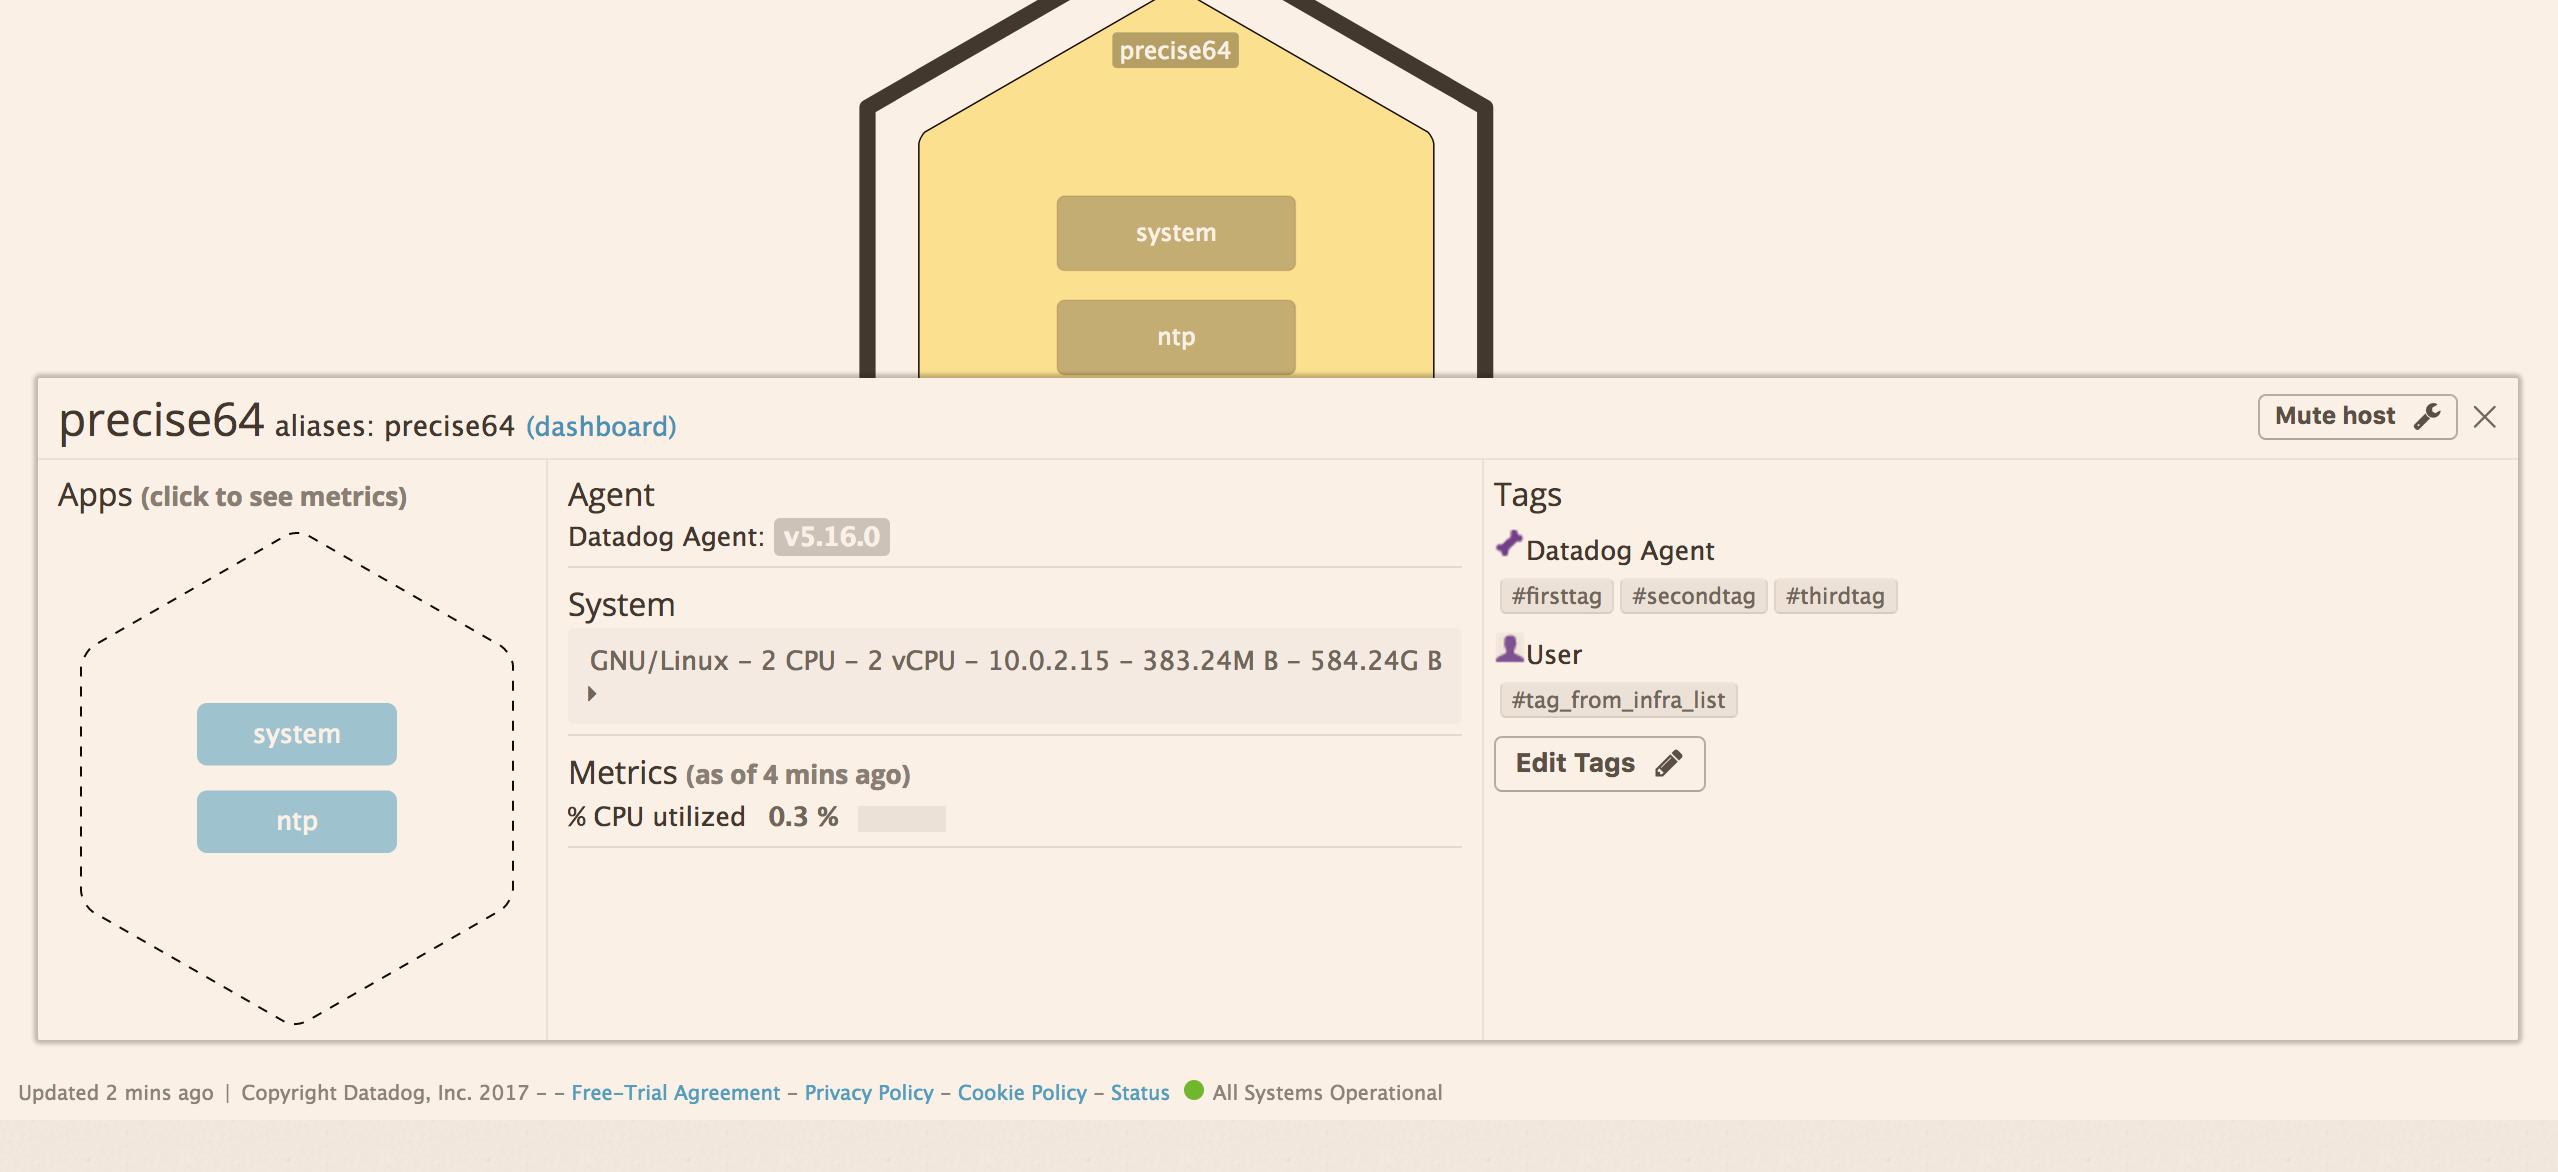 precise64
system
ntp
precise64 aliases: precise64 (dashboard)
Mute host
Apps (click to see metrics)
system
ntp
Agent
Datadog Agent: v5.16.0
System
GNU/Linux – 2 CPU – 2 vCPU – 10.0.2.15 – 383.24M B – 584.24G B
Metrics (as of 4 mins ago)
% CPU utilized 0.3 %
Tags
Datadog Agent
#firsttag #secondtag #thirdtag
User
#tag_from_infra_list
Edit Tags
Updated 2 mins ago | Copyright Datadog, Inc. 2017 – – Free-Trial Agreement – Privacy Policy – Cookie Policy – Status All Systems Operational